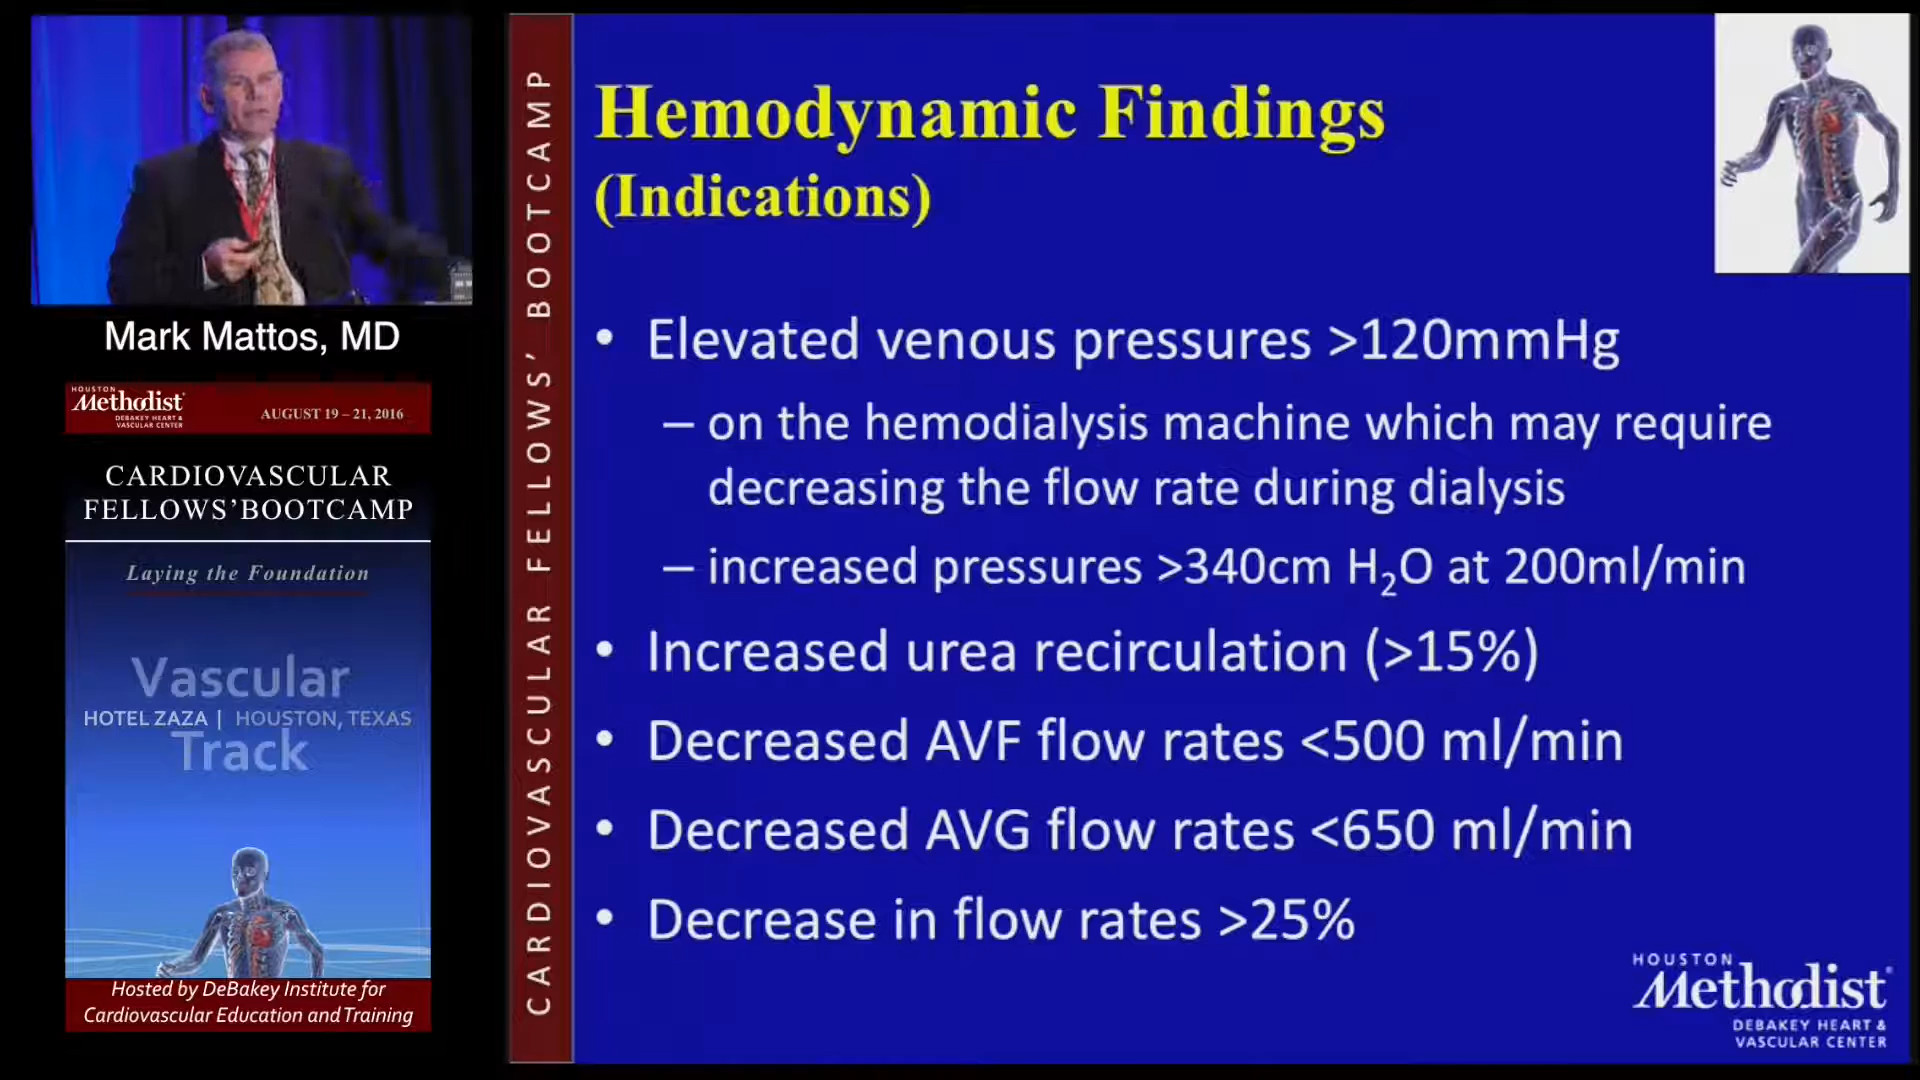 Mark Mattos, MD
HOUSTON
Methodist
DEBAKEY HEART &
VASCULAR CENTER
AUGUST 19 – 21, 2016
CARDIOVASCULAR
FELLOWS'BOOTCAMP
Laying the Foundation
Vascular
HOTEL ZAZA | HOUSTON, TEXAS
Track
Hosted by DeBakey Institute for
Cardiovascular Education and Training
CARDIOVASCULAR FELLOWS' BOOTCAMP
Hemodynamic Findings
(Indications)
• Elevated venous pressures >120mmHg
– on the hemodialysis machine which may require
decreasing the flow rate during dialysis
– increased pressures >340cm H₂O at 200ml/min
• Increased urea recirculation (>15%)
• Decreased AVF flow rates <500 ml/min
• Decreased AVG flow rates <650 ml/min
• Decrease in flow rates >25%
HOUSTON
Methodist
DEBAKEY HEART &
VASCULAR CENTER